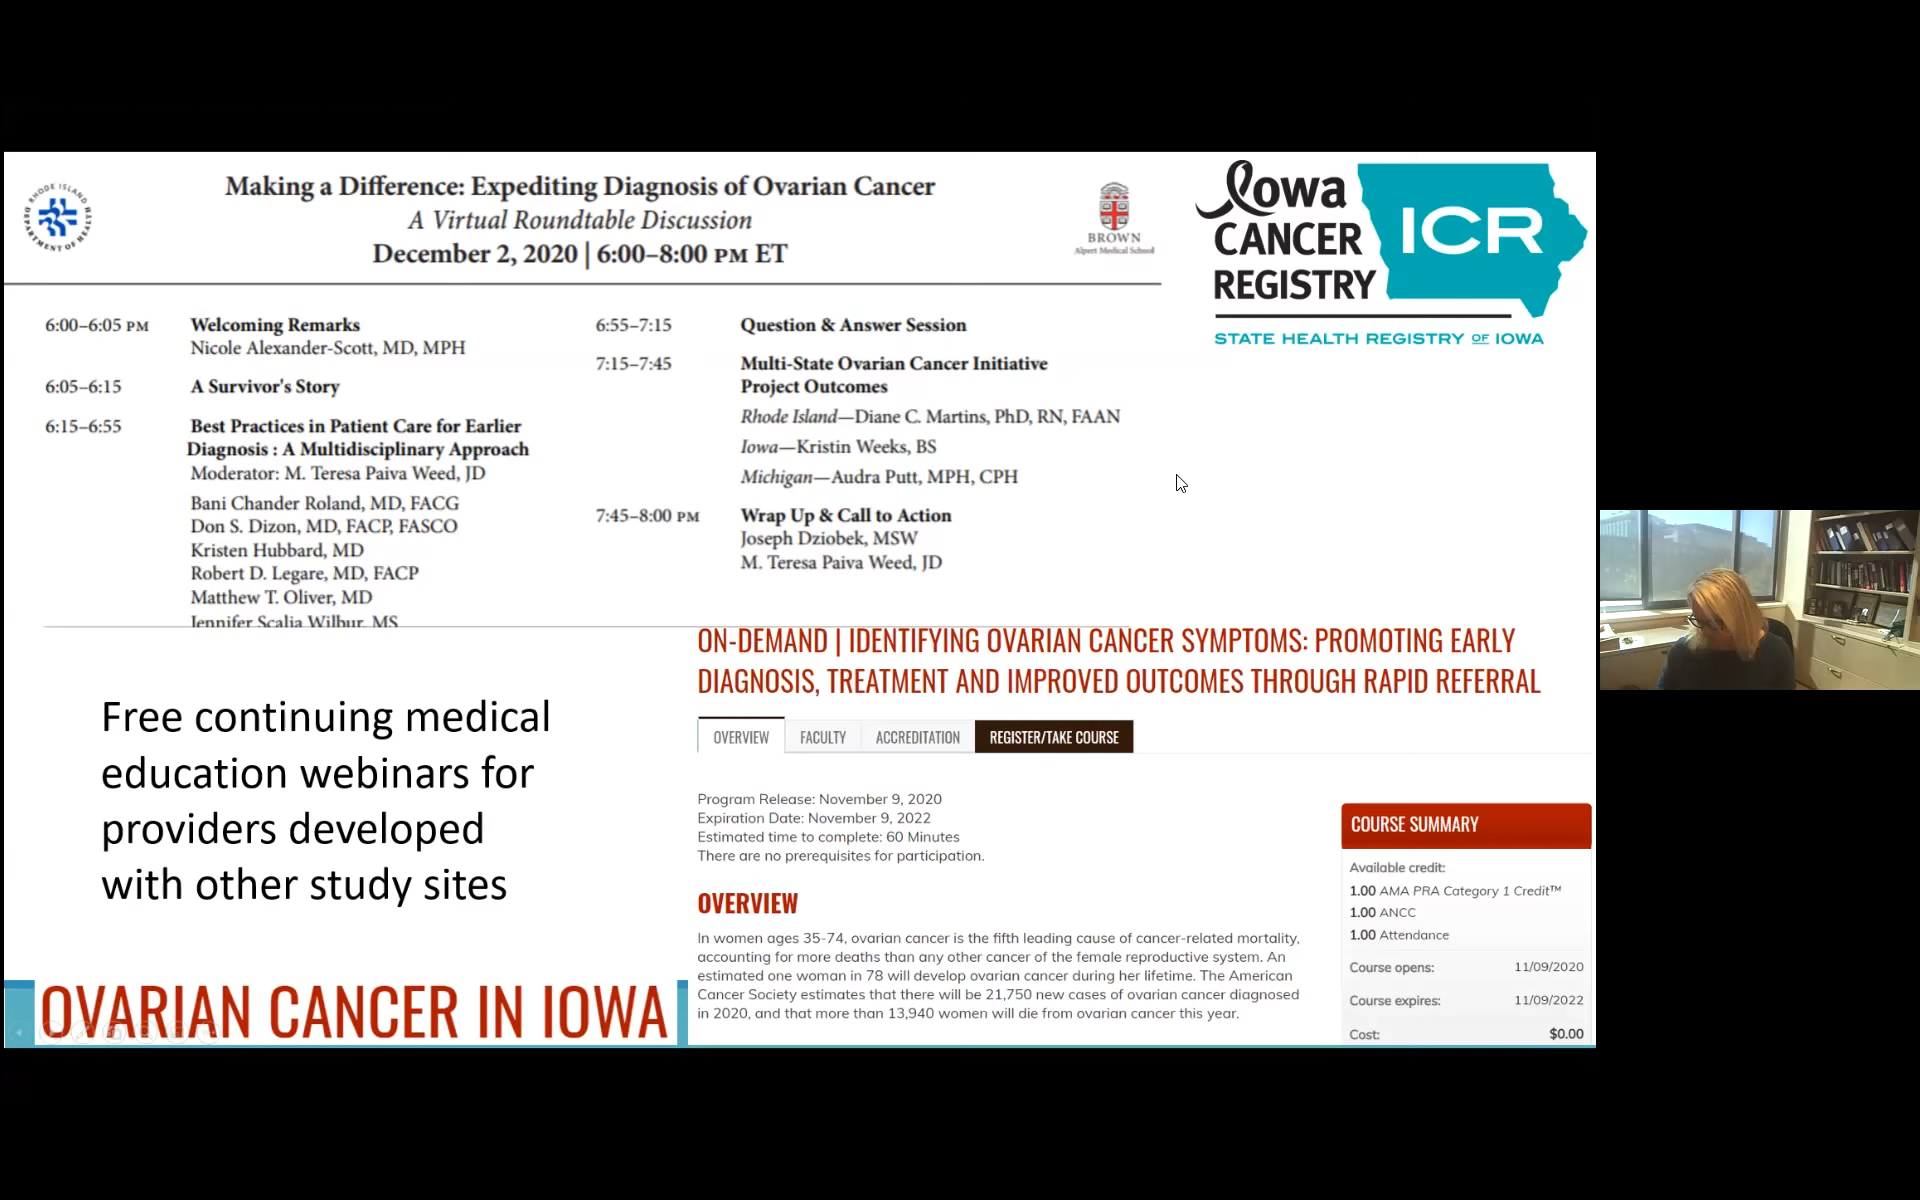 RHODE ISLAND
DEPARTMENT OF HEALTH
Making a Difference: Expediting Diagnosis of Ovarian Cancer
A Virtual Roundtable Discussion
December 2, 2020 | 6:00–8:00 PM ET
BROWN
Alpert Medical School
Iowa
CANCER
REGISTRY
ICR
STATE HEALTH REGISTRY OF IOWA
6:00–6:05 PM Welcoming Remarks
Nicole Alexander-Scott, MD, MPH
6:05–6:15 A Survivor's Story
6:15–6:55 Best Practices in Patient Care for Earlier
Diagnosis : A Multidisciplinary Approach
Moderator: M. Teresa Paiva Weed, JD
Bani Chander Roland, MD, FACG
Don S. Dizon, MD, FACP, FASCO
Kristen Hubbard, MD
Robert D. Legare, MD, FACP
Matthew T. Oliver, MD
Jennifer Scalia Wilbur, MS
6:55–7:15 Question & Answer Session
7:15–7:45 Multi-State Ovarian Cancer Initiative
Project Outcomes
Rhode Island—Diane C. Martins, PhD, RN, FAAN
Iowa—Kristin Weeks, BS
Michigan—Audra Putt, MPH, CPH
7:45–8:00 PM Wrap Up & Call to Action
Joseph Dziobek, MSW
M. Teresa Paiva Weed, JD
Free continuing medical
education webinars for
providers developed
with other study sites
OVARIAN CANCER IN IOWA
ON-DEMAND | IDENTIFYING OVARIAN CANCER SYMPTOMS: PROMOTING EARLY
DIAGNOSIS, TREATMENT AND IMPROVED OUTCOMES THROUGH RAPID REFERRAL
OVERVIEW FACULTY ACCREDITATION REGISTER/TAKE COURSE
Program Release: November 9, 2020
Expiration Date: November 9, 2022
Estimated time to complete: 60 Minutes
There are no prerequisites for participation.
OVERVIEW
In women ages 35-74, ovarian cancer is the fifth leading cause of cancer-related mortality,
accounting for more deaths than any other cancer of the female reproductive system. An
estimated one woman in 78 will develop ovarian cancer during her lifetime. The American
Cancer Society estimates that there will be 21,750 new cases of ovarian cancer diagnosed
in 2020, and that more than 13,940 women will die from ovarian cancer this year.
COURSE SUMMARY
Available credit:
1.00 AMA PRA Category 1 Credit™
1.00 ANCC
1.00 Attendance
Course opens: 11/09/2020
Course expires: 11/09/2022
Cost: $0.00